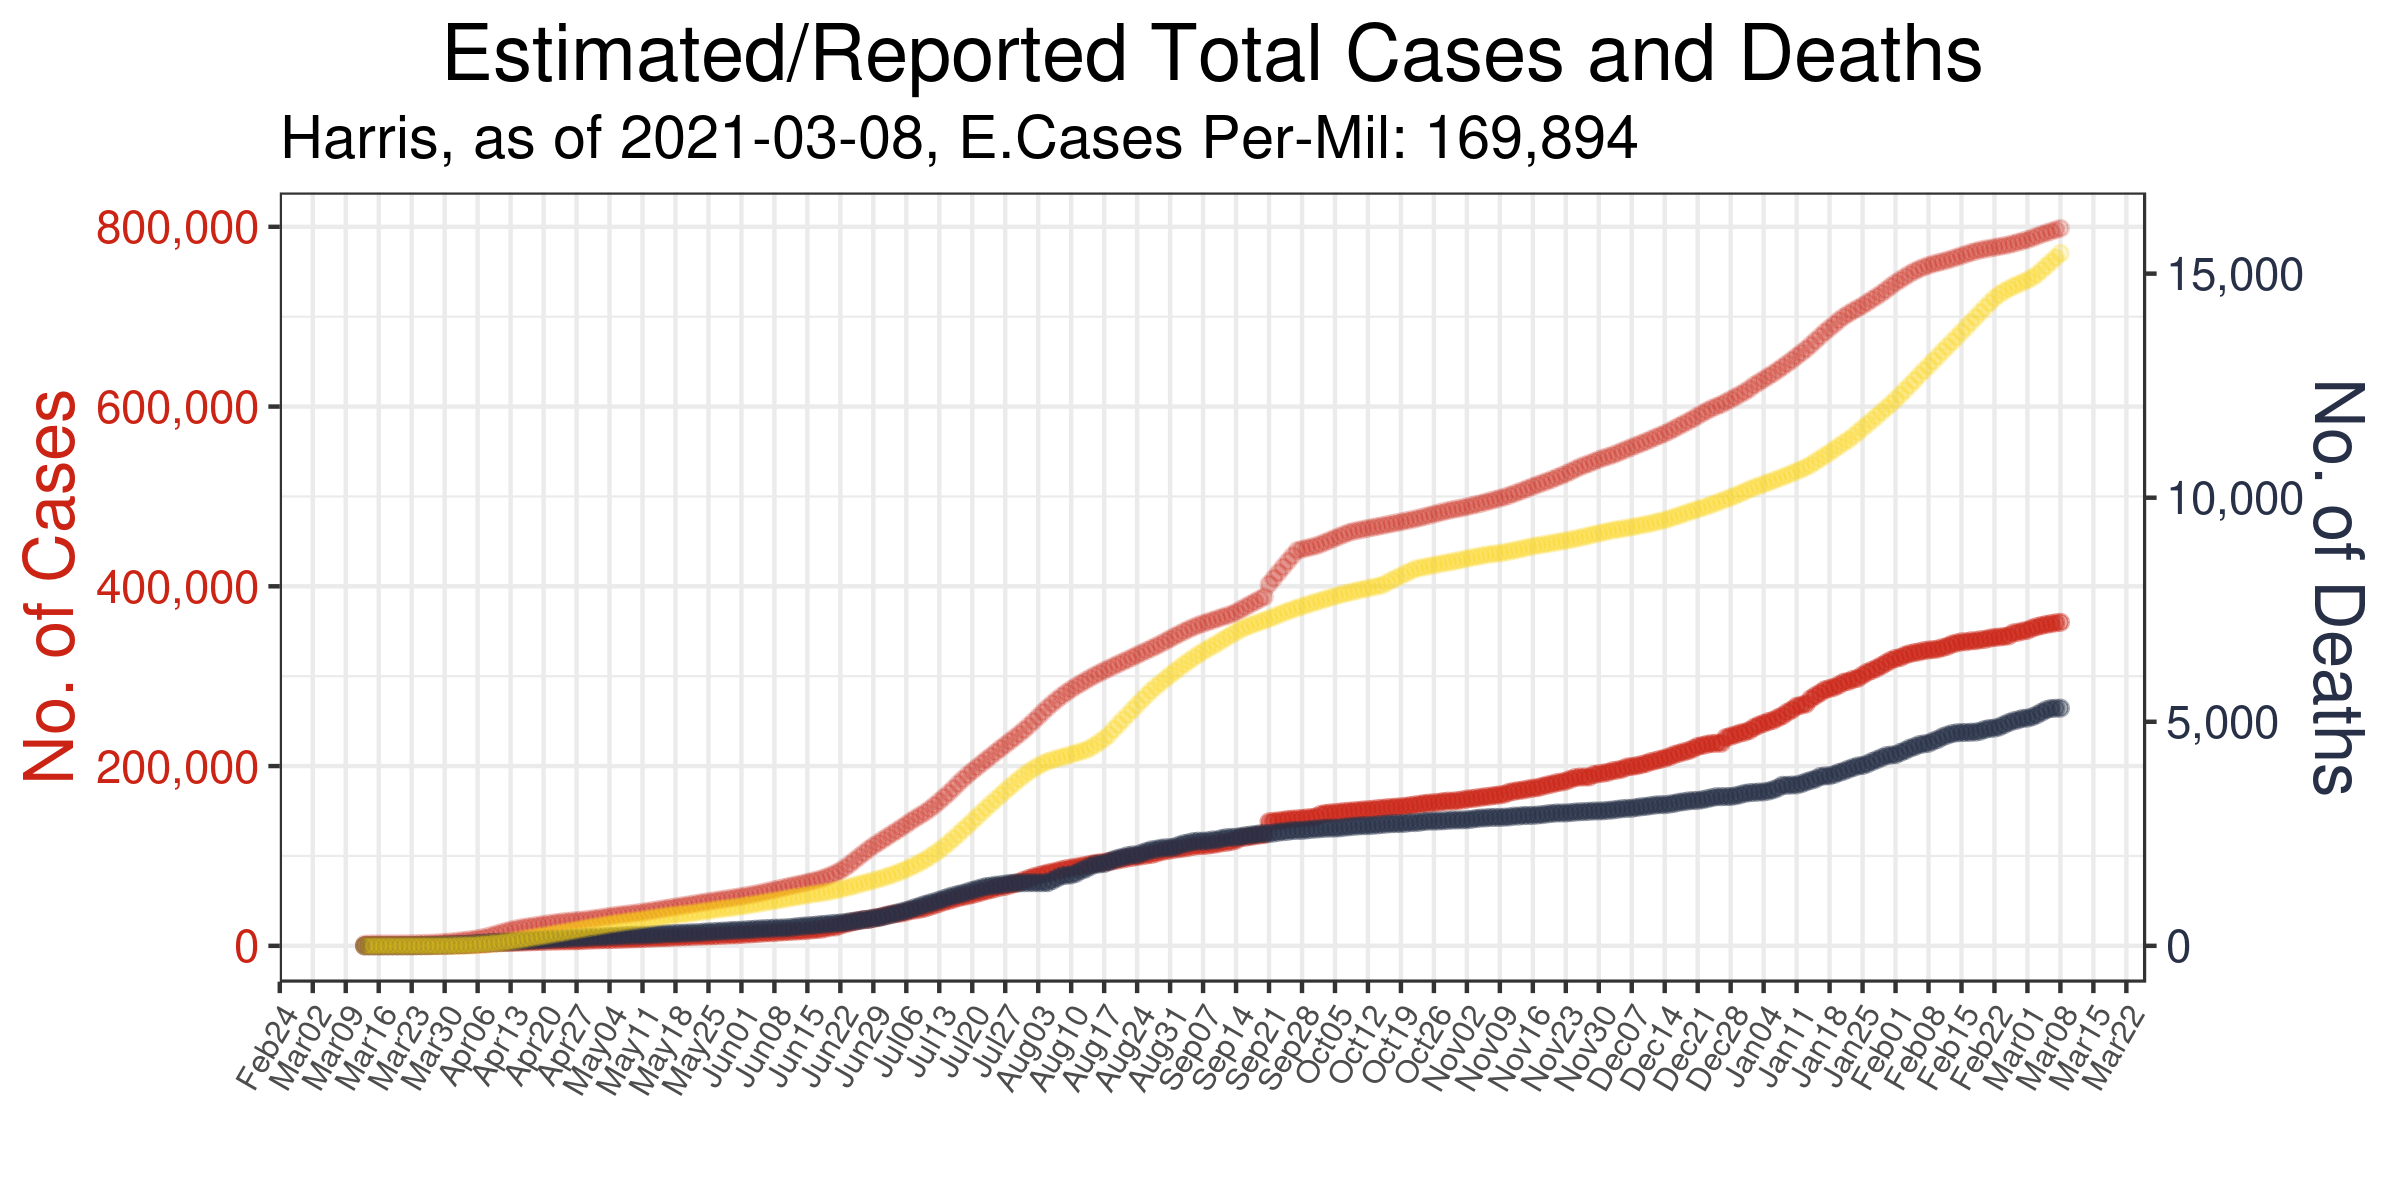 Estimated/Reported Total Cases and Deaths
Harris, as of 2021-03-08, E.Cases Per-Mil: 169,894
No. of Cases
800,000
600,000
400,000
200,000
0
15,000
10,000
5,000
0
No. of Deaths
Feb24
Mar02
Mar09
Mar16
Mar23
Mar30
Apr06
Apr13
Apr20
Apr27
May04
May11
May18
May25
Jun01
Jun08
Jun15
Jun22
Jun29
Jul06
Jul13
Jul20
Jul27
Aug03
Aug10
Aug17
Aug24
Aug31
Sep07
Sep14
Sep21
Sep28
Oct05
Oct12
Oct19
Oct26
Nov02
Nov09
Nov16
Nov23
Nov30
Dec07
Dec14
Dec21
Dec28
Jan04
Jan11
Jan18
Jan25
Feb01
Feb08
Feb15
Feb22
Mar01
Mar08
Mar15
Mar22